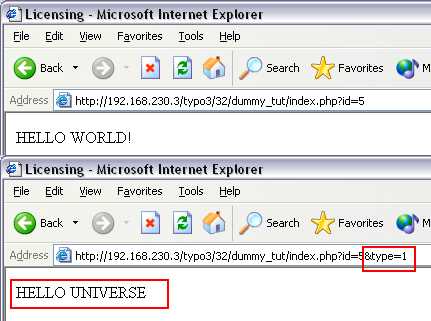 Licensing - Microsoft Internet Explorer
File Edit View Favorites Tools Help
Back Search Favorites M
Address http://192.168.230.3/typo3/32/dummy_tut/index.php?id=5
HELLO WORLD!
Licensing - Microsoft Internet Explorer
File Edit View Favorites Tools Help
Back Search Favorites M
Address http://192.168.230.3/typo3/32/dummy_tut/index.php?id=5&type=1
HELLO UNIVERSE